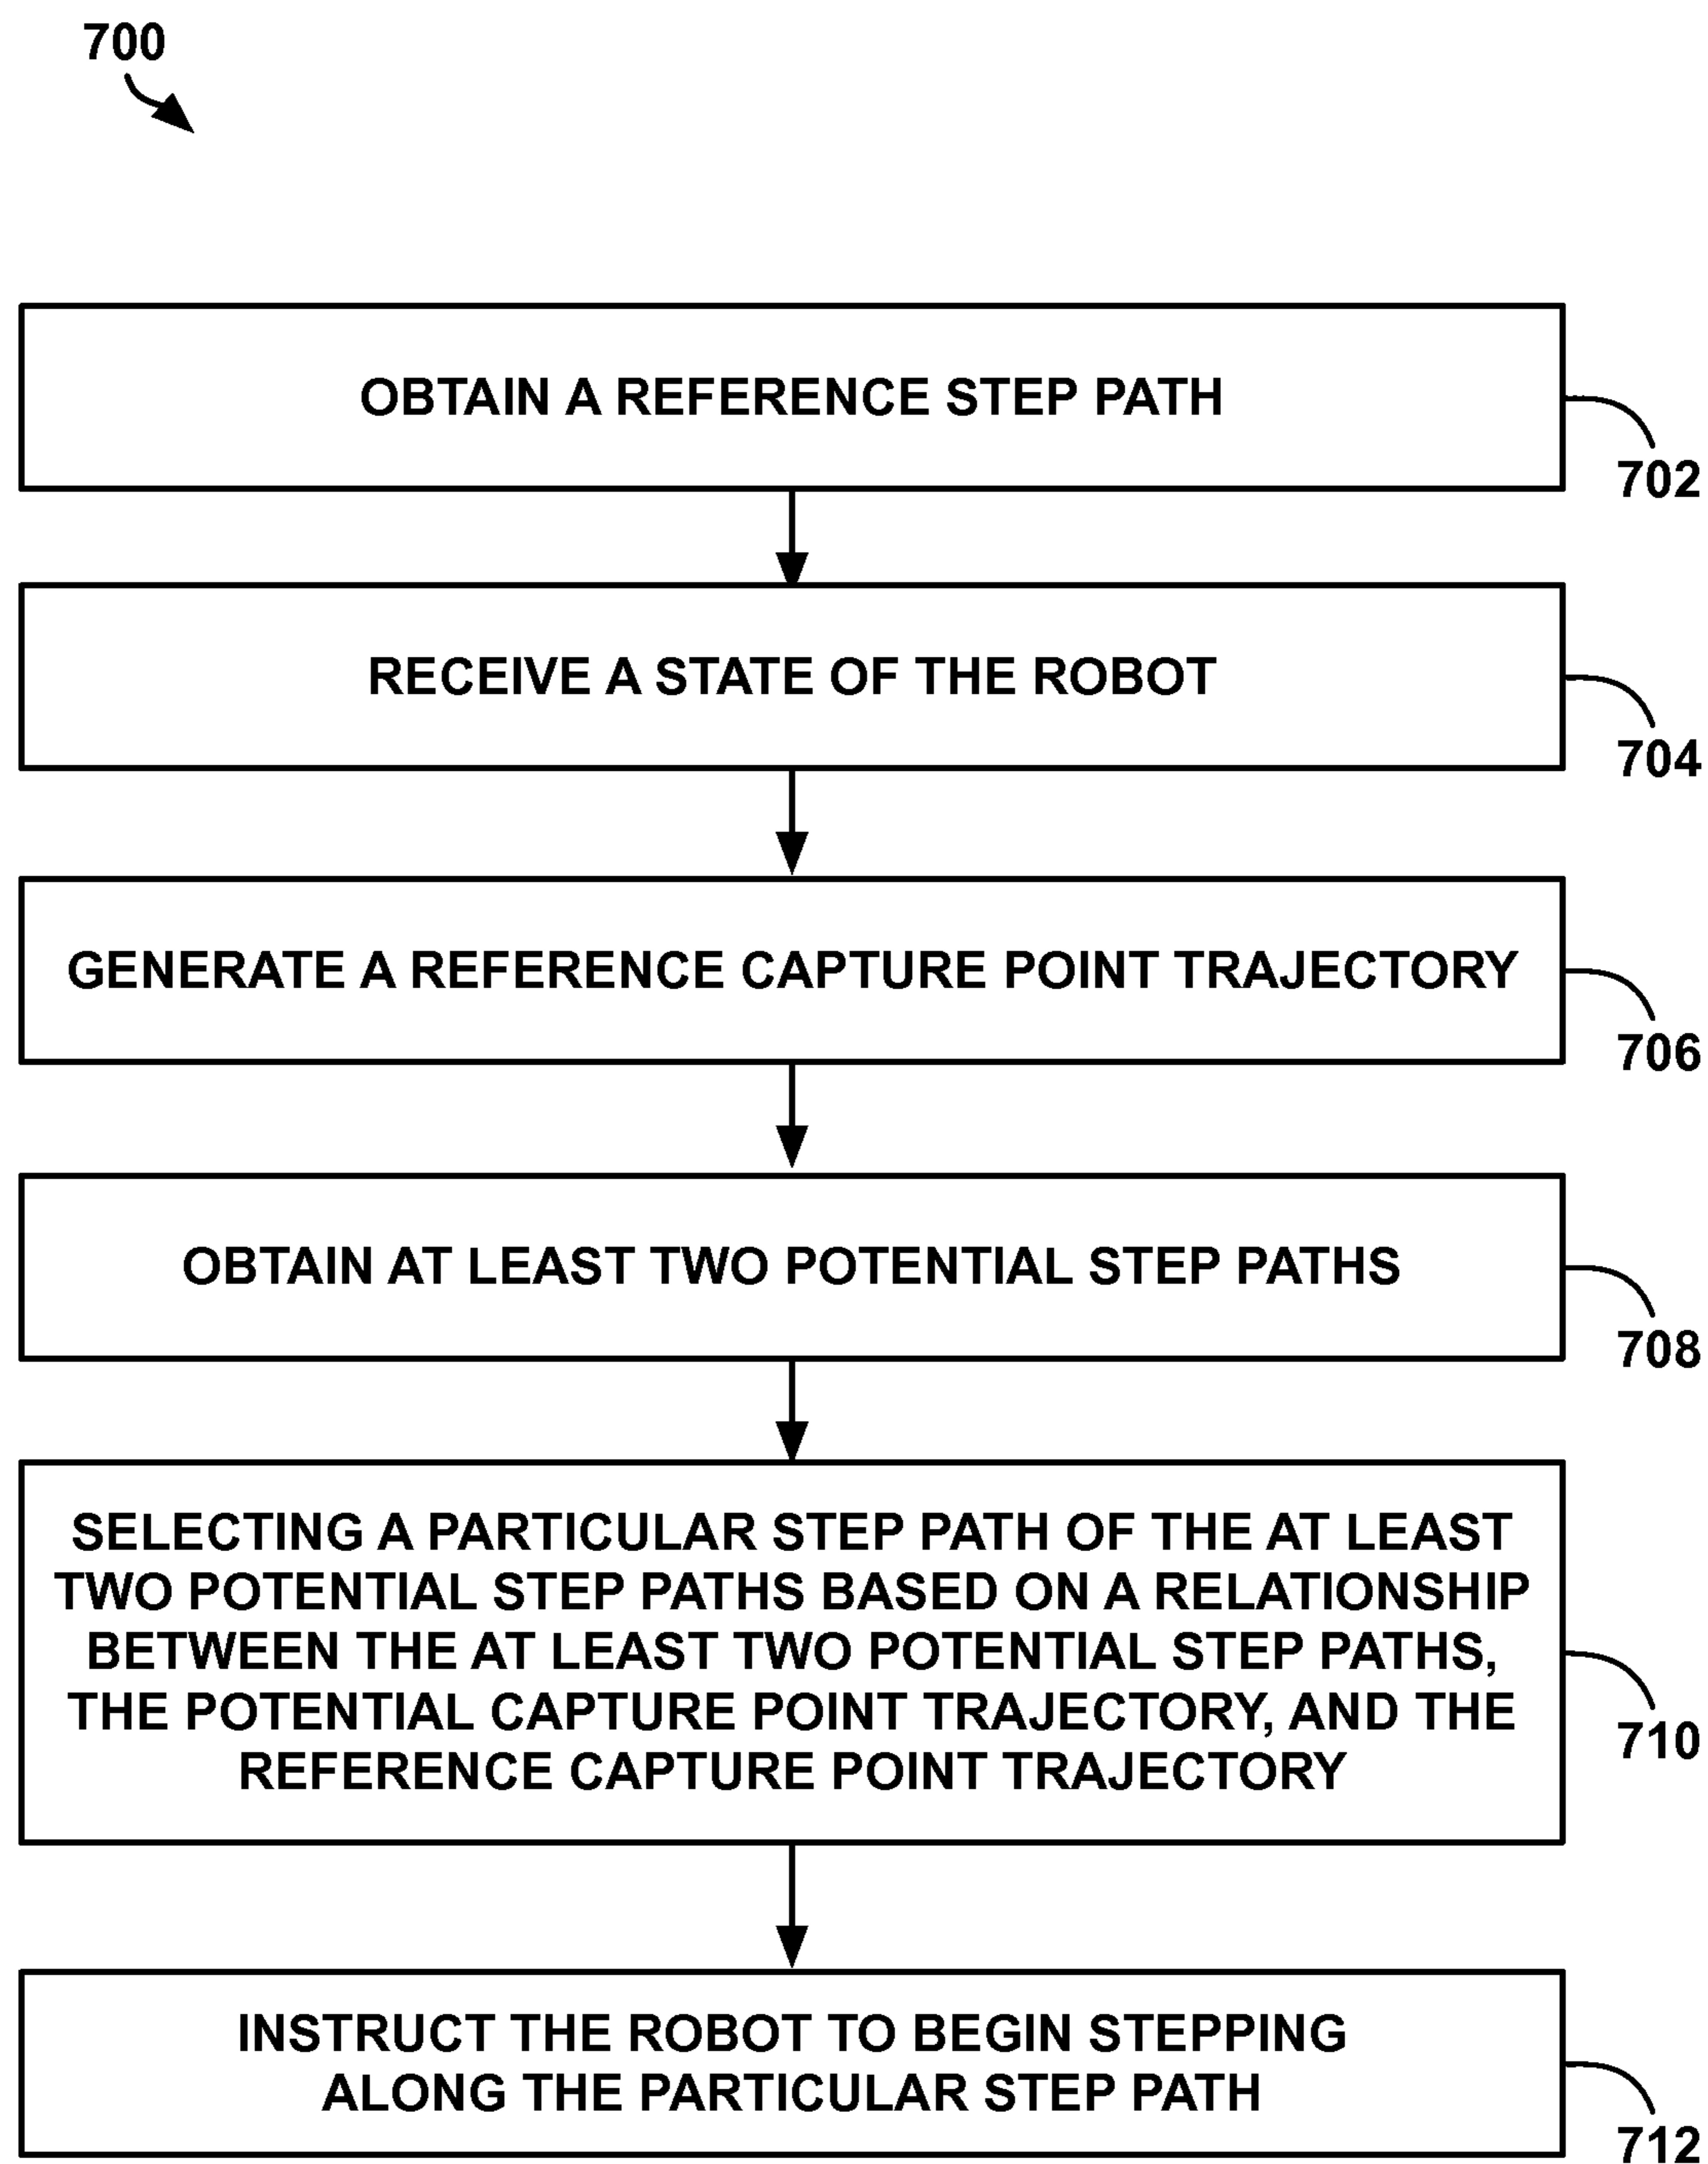 700
OBTAIN A REFERENCE STEP PATH
702
RECEIVE A STATE OF THE ROBOT
704
GENERATE A REFERENCE CAPTURE POINT TRAJECTORY
706
OBTAIN AT LEAST TWO POTENTIAL STEP PATHS
708
SELECTING A PARTICULAR STEP PATH OF THE AT LEAST
TWO POTENTIAL STEP PATHS BASED ON A RELATIONSHIP
BETWEEN THE AT LEAST TWO POTENTIAL STEP PATHS,
THE POTENTIAL CAPTURE POINT TRAJECTORY, AND THE
REFERENCE CAPTURE POINT TRAJECTORY
710
INSTRUCT THE ROBOT TO BEGIN STEPPING
ALONG THE PARTICULAR STEP PATH
712